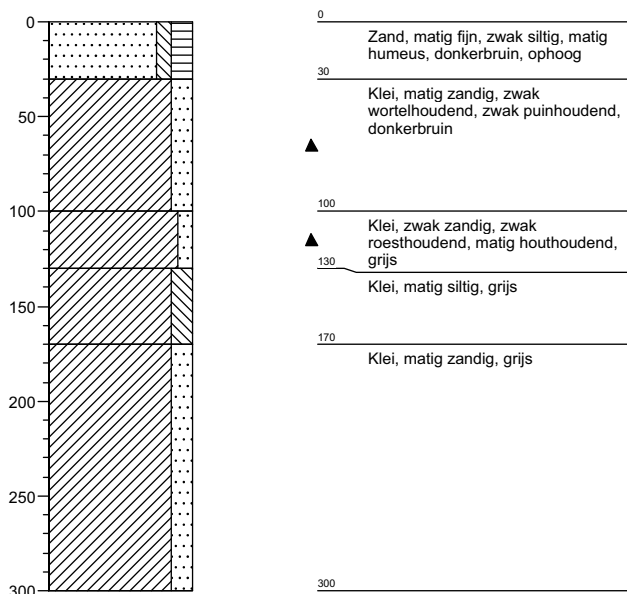 0
50
100
150
200
250
300
0
Zand, matig fijn, zwak siltig, matig
humeus, donkerbruin, ophoog
30
Klei, matig zandig, zwak
wortelhoudend, zwak puinhoudend,
donkerbruin
100
Klei, zwak zandig, zwak
roesthoudend, matig houthoudend,
grijs
130
Klei, matig siltig, grijs
170
Klei, matig zandig, grijs
300